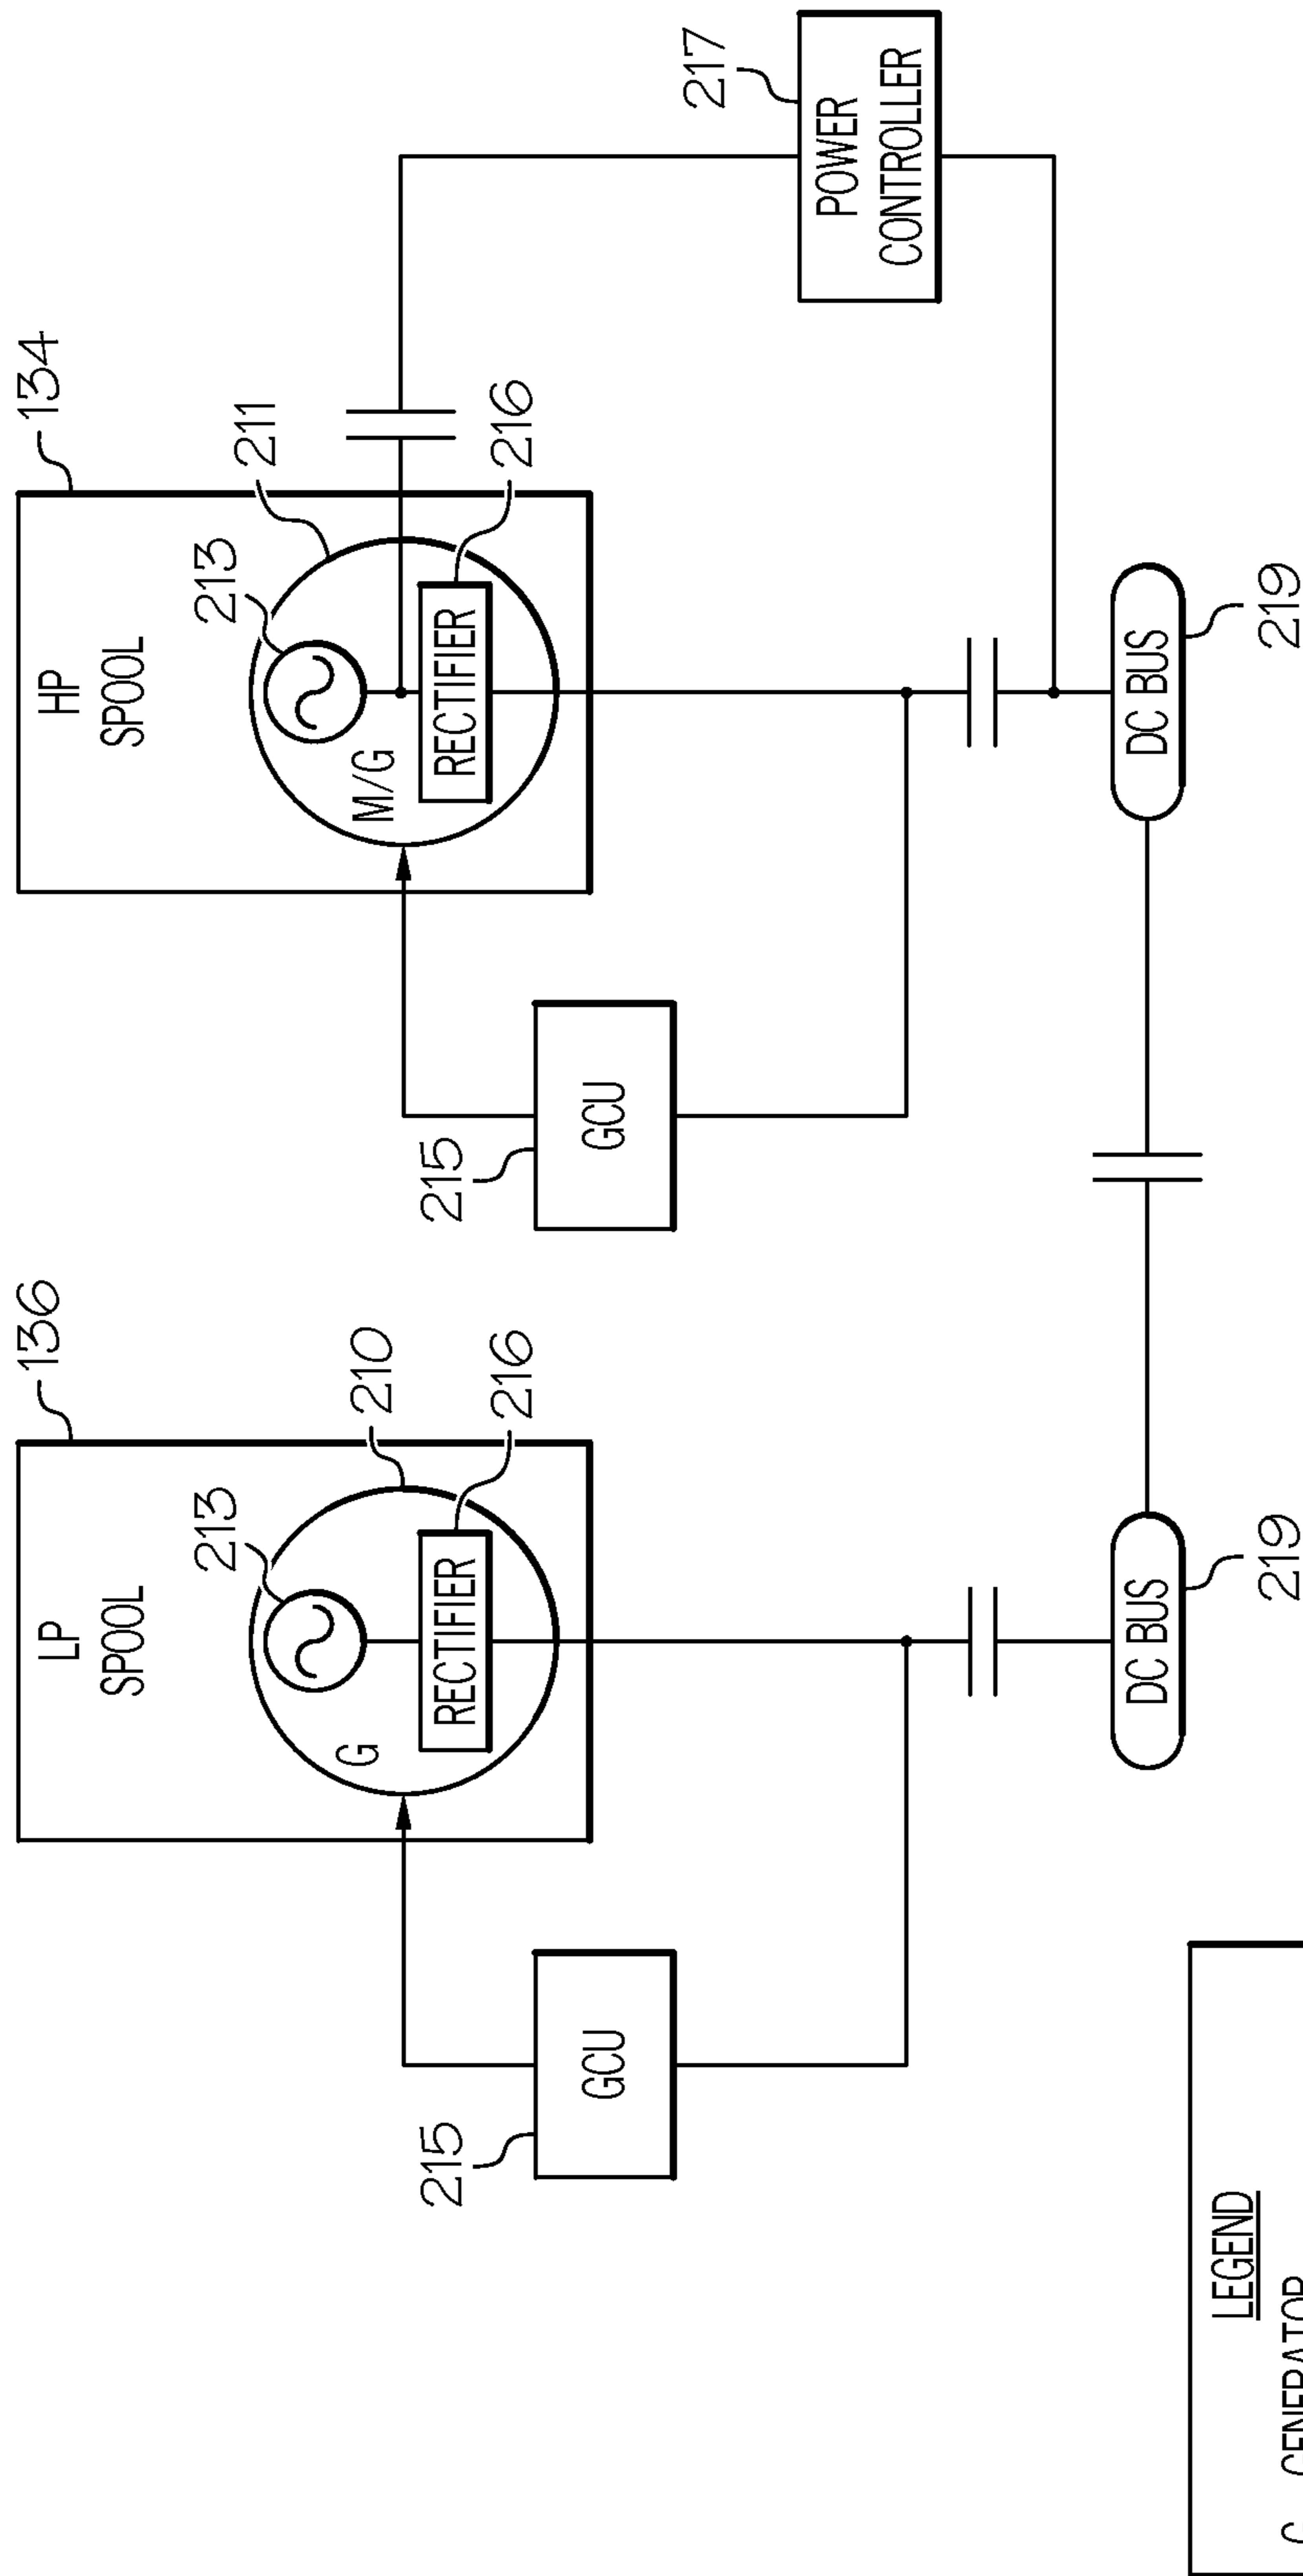 LP
SPOOL
136
213
210
G
RECTIFIER
216
215
GCU
DC BUS
219
HP
SPOOL
134
213
211
M/G
RECTIFIER
216
215
GCU
217
POWER
CONTROLLER
DC BUS
219
LEGEND
G GENERATOR